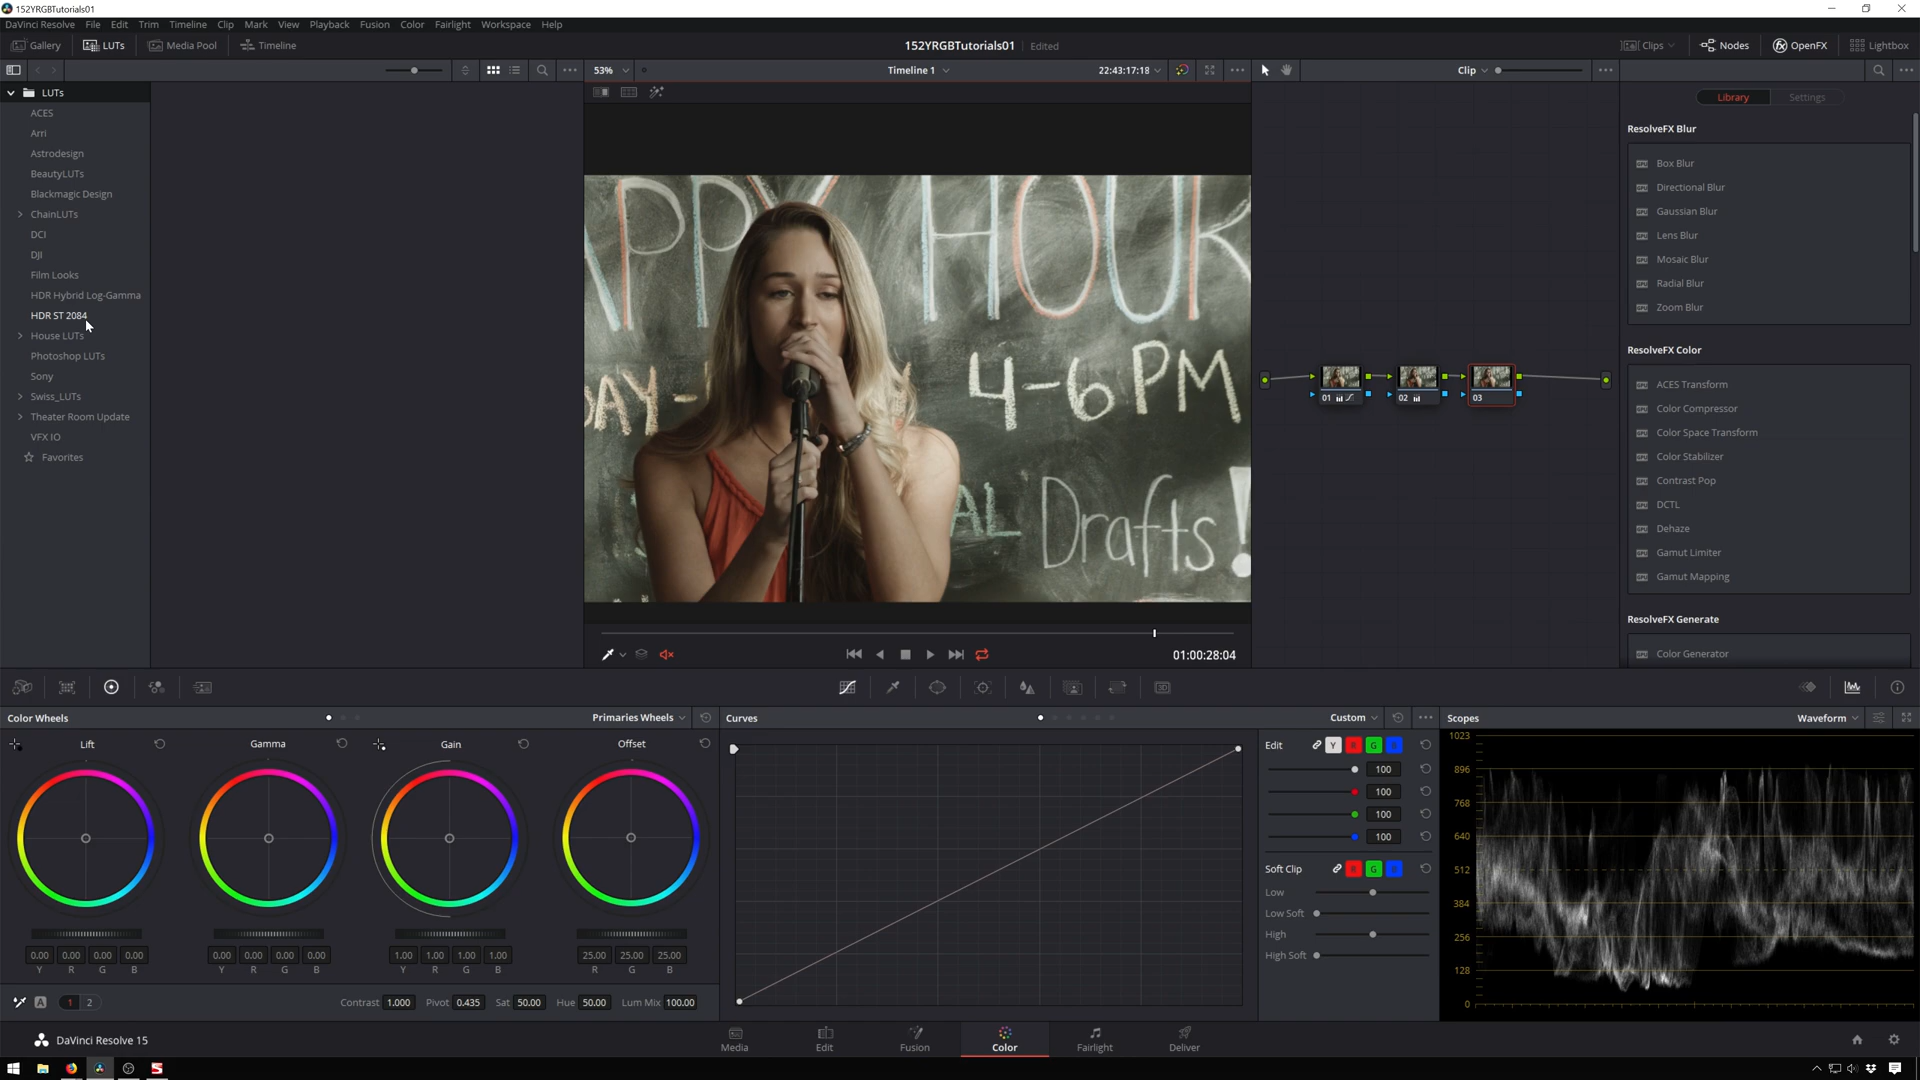 152YRGBTutorials01
DaVinci Resolve File Edit Trim Timeline Clip Mark View Playback Fusion Color Fairlight Workspace Help
Gallery LUTs Media Pool Timeline 152YRGBTutorials01 Edited Clips Nodes OpenFX Lightbox
53% Timeline 1 22:43:17:18 Clip
Library Settings
LUTs
ACES
Arri
Astrodesign
BeautyLUTs
Blackmagic Design
ChainLUTs
DCI
DJI
Film Looks
HDR Hybrid Log-Gamma
HDR ST 2084
House LUTs
Photoshop LUTs
Sony
Swiss_LUTs
Theater Room Update
VFX IO
Favorites
APPY HOUR
DAY-
4-6 PM
AL Drafts!
01:00:28:04
01 02 03
ResolveFX Blur
Box Blur
Directional Blur
Gaussian Blur
Lens Blur
Mosaic Blur
Radial Blur
Zoom Blur
ResolveFX Color
ACES Transform
Color Compressor
Color Space Transform
Color Stabilizer
Contrast Pop
DCTL
Dehaze
Gamut Limiter
Gamut Mapping
ResolveFX Generate
Color Generator
Color Wheels Primaries Wheels
Lift Gamma Gain Offset
0.00 0.00 0.00 0.00 0.00 0.00 0.00 0.00 1.00 1.00 1.00 1.00 25.00 25.00 25.00
Y R G B Y R G B Y R G B R G B
A 1 2 Contrast 1.000 Pivot 0.435 Sat 50.00 Hue 50.00 Lum Mix 100.00
Curves Custom
Edit Y R G B
100
100
100
100
Soft Clip R G B
Low
Low Soft
High
High Soft
Scopes Waveform
1023
896
768
640
512
384
256
128
0
DaVinci Resolve 15 Media Edit Fusion Color Fairlight Deliver